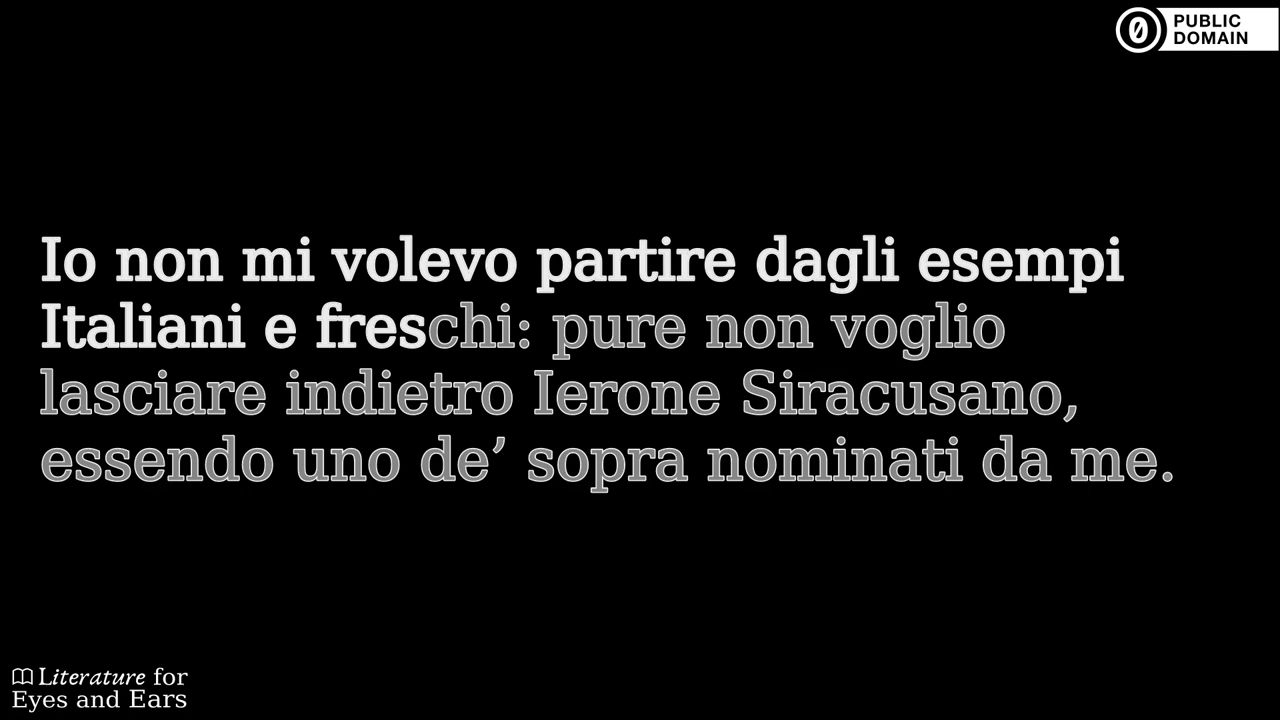 PUBLIC
DOMAIN
Io non mi volevo partire dagli esempi
Italiani e freschi: pure non voglio
lasciare indietro Ierone Siracusano,
essendo uno de’ sopra nominati da me.
Literature for
Eyes and Ears